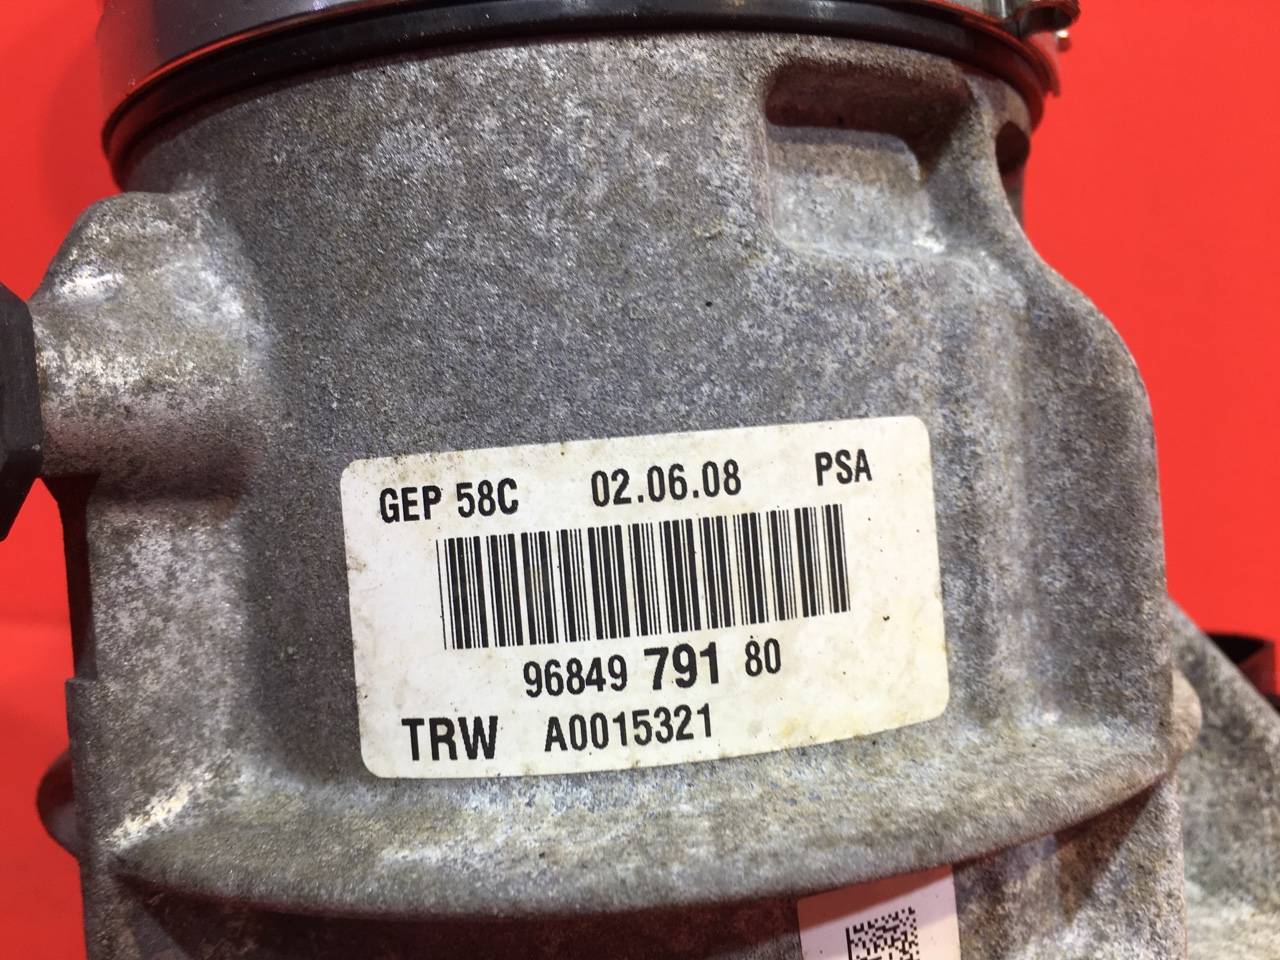 GEP 58C 02.06.08 PSA
96849 791 80
TRW A0015321